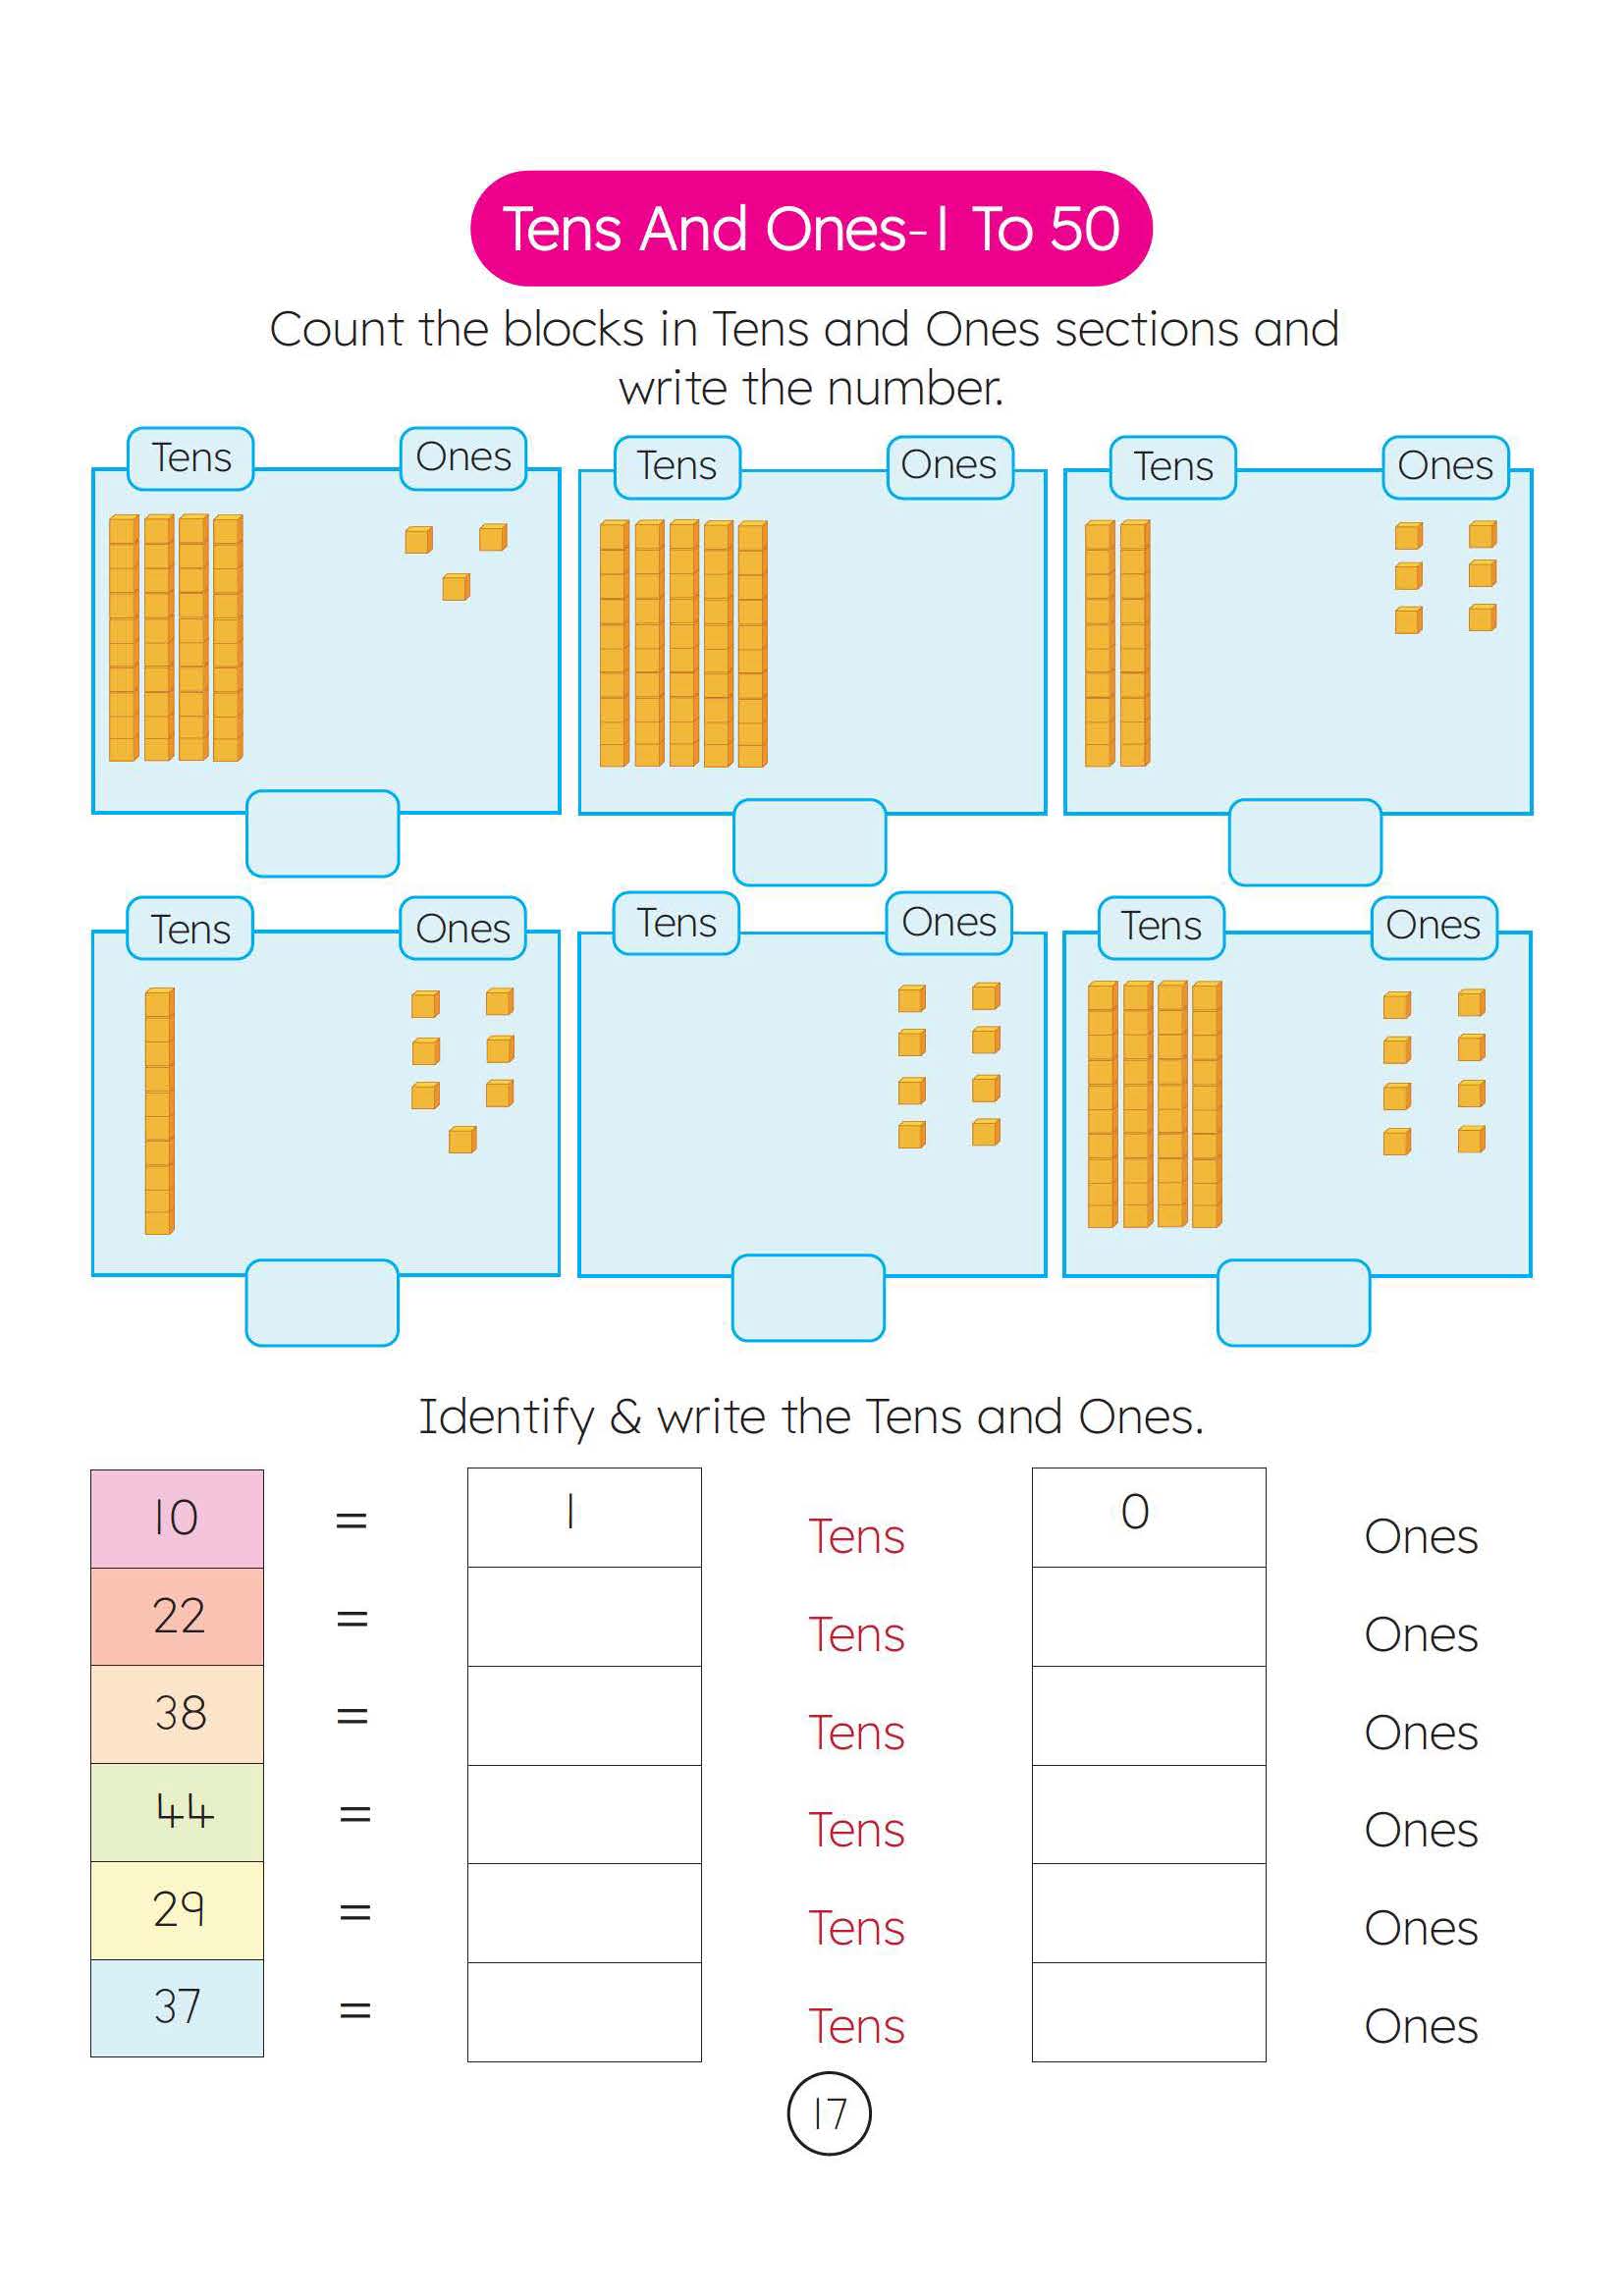 Tens And Ones-1 To 50
Count the blocks in Tens and Ones sections and
write the number.
Tens Ones Tens Ones Tens Ones
Tens Ones Tens Ones Tens Ones
Identify & write the Tens and Ones.
10 = 1 Tens 0 Ones
22 = Tens Ones
38 = Tens Ones
44 = Tens Ones
29 = Tens Ones
37 = Tens Ones
17